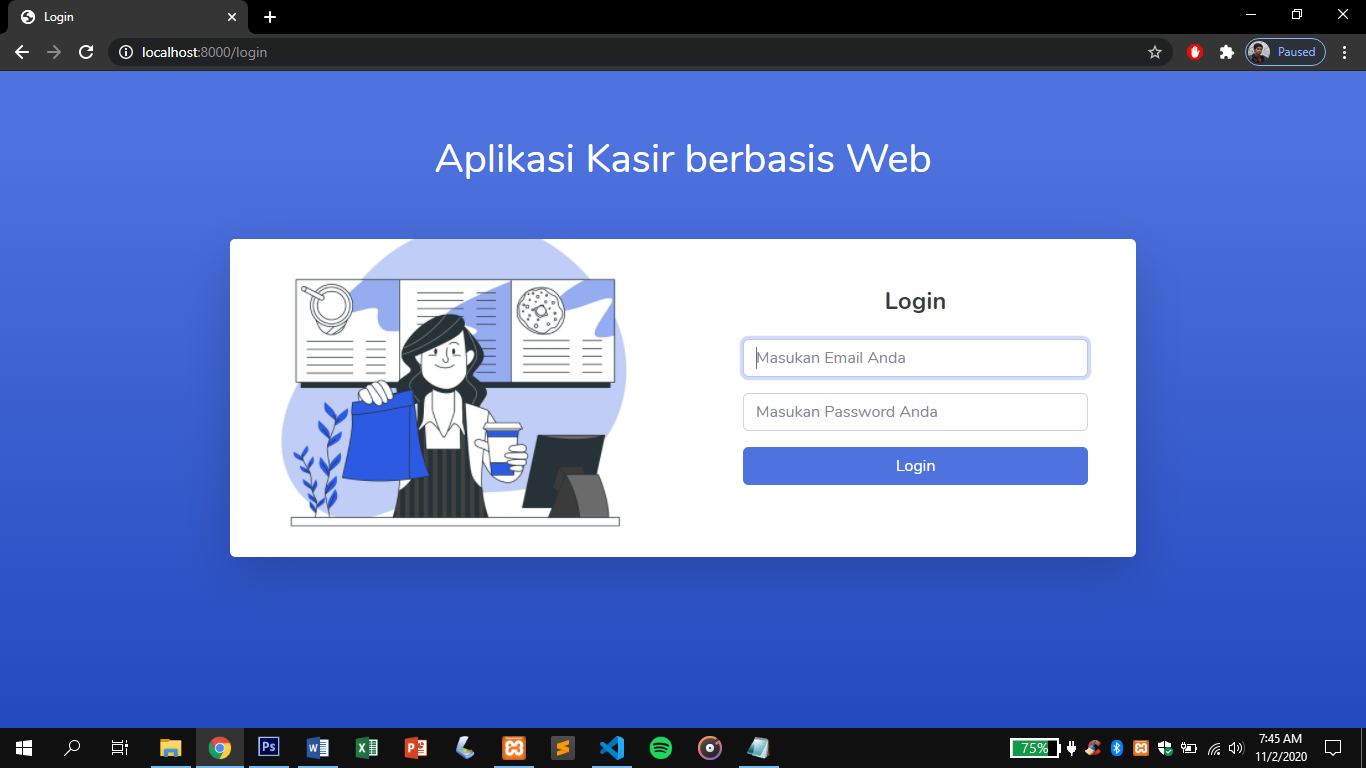 Login
localhost:8000/login
Paused
Aplikasi Kasir berbasis Web
Login
Masukan Email Anda
Masukan Password Anda
Login
Ps
75%
7:45 AM
11/2/2020